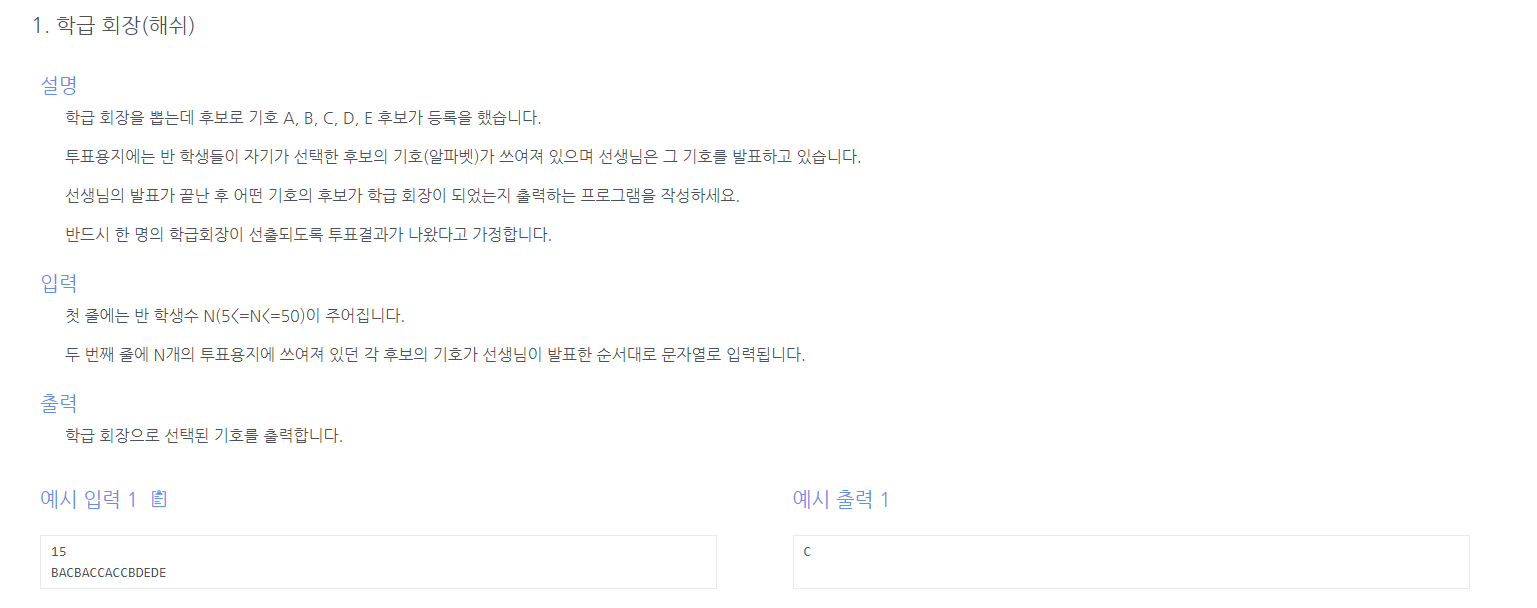 1. 학급 회장(해쉬)
설명
학급 회장을 뽑는데 후보로 기호 A, B, C, D, E 후보가 등록을 했습니다.
투표용지에는 반 학생들이 자기가 선택한 후보의 기호(알파벳)가 쓰여져 있으며 선생님은 그 기호를 발표하고 있습니다.
선생님의 발표가 끝난 후 어떤 기호의 후보가 학급 회장이 되었는지 출력하는 프로그램을 작성하세요.
반드시 한 명의 학급회장이 선출되도록 투표결과가 나왔다고 가정합니다.
입력
첫 줄에는 반 학생수 N(5<=N<=50)이 주어집니다.
두 번째 줄에 N개의 투표용지에 쓰여져 있던 각 후보의 기호가 선생님이 발표한 순서대로 문자열로 입력됩니다.
출력
학급 회장으로 선택된 기호를 출력합니다.
예시 입력 1
15
BACBACCACCBDEDE
예시 출력 1
C